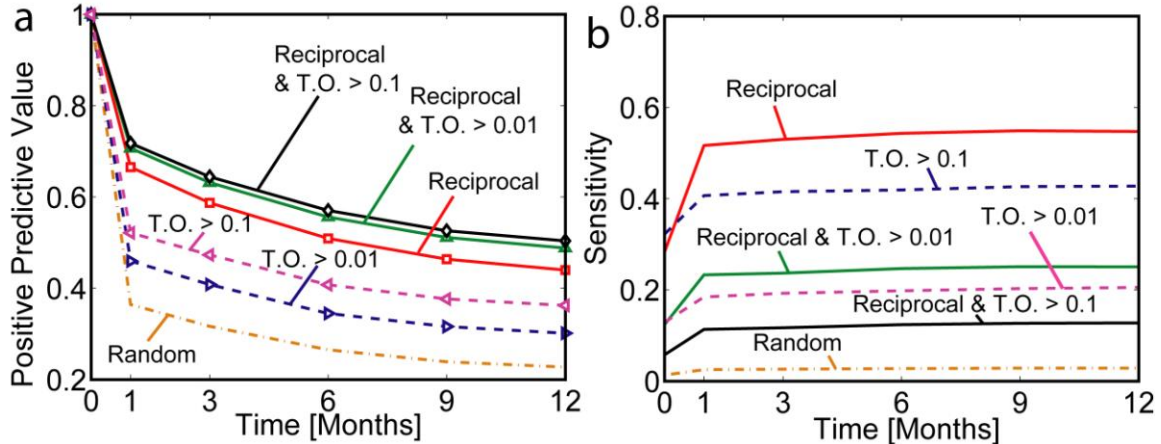 a
1
0.8
0.6
0.4
0.2
Positive Predictive Value
Reciprocal
& T.O. > 0.1
Reciprocal
& T.O. > 0.01
Reciprocal
T.O. > 0.1
T.O. > 0.01
Random
0 1 3 6 9 12
Time [Months]
b
0.8
0.6
0.4
0.2
0
Sensitivity
Reciprocal
T.O. > 0.1
T.O. > 0.01
Reciprocal & T.O. > 0.01
Reciprocal & T.O. > 0.1
Random
0 1 3 6 9 12
Time [Months]